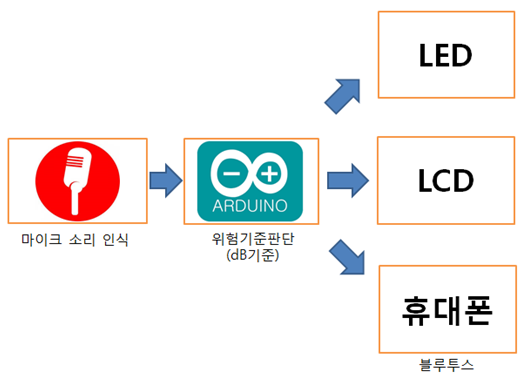 LED
마이크 소리 인식
ARDUINO
위험기준판단
(dB기준)
LCD
휴대폰
블루투스